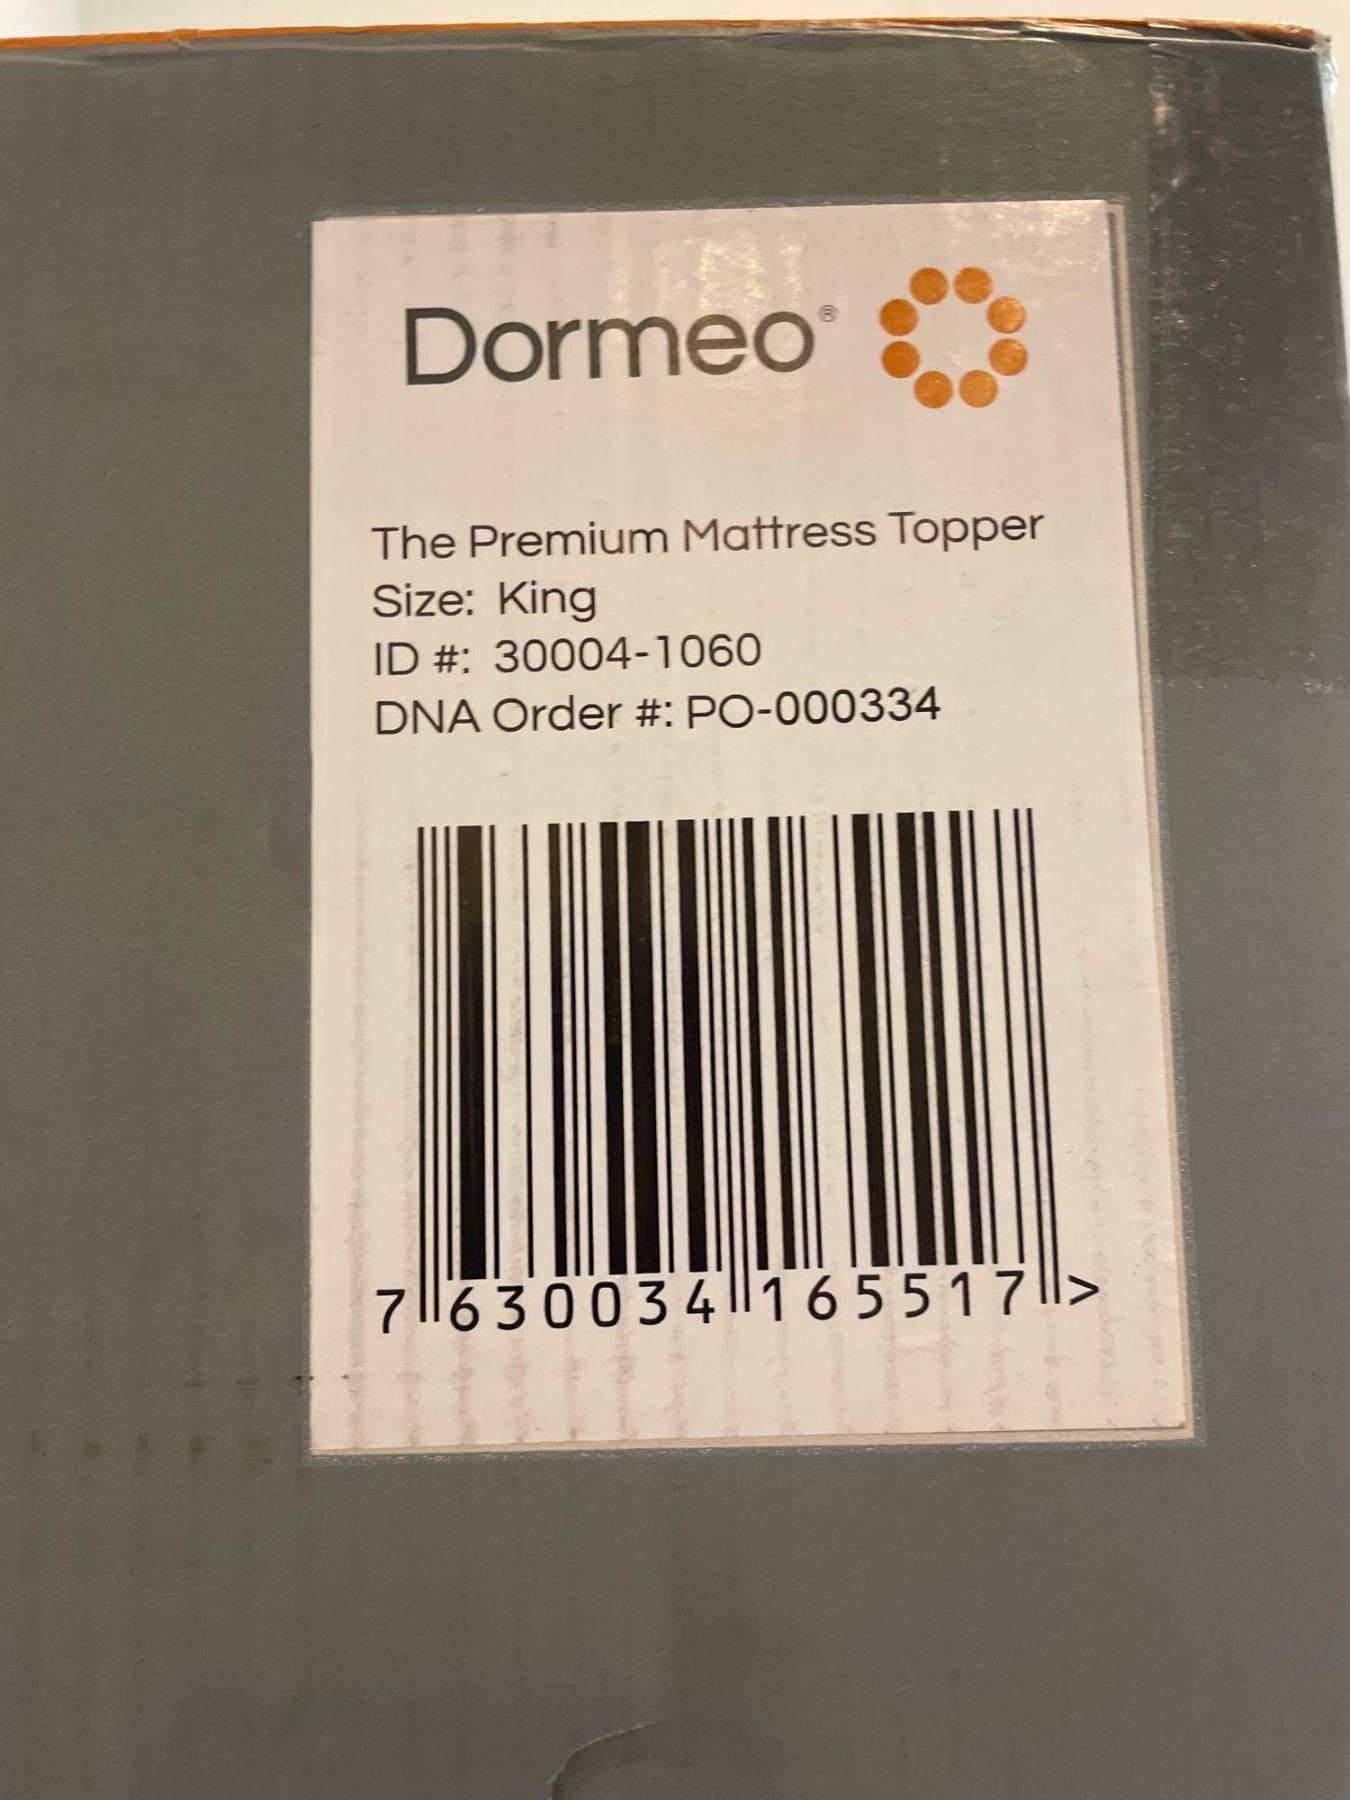 Dormeo®
The Premium Mattress Topper
Size: King
ID #: 30004-1060
DNA Order #: PO-000334
7 630034 165517 >